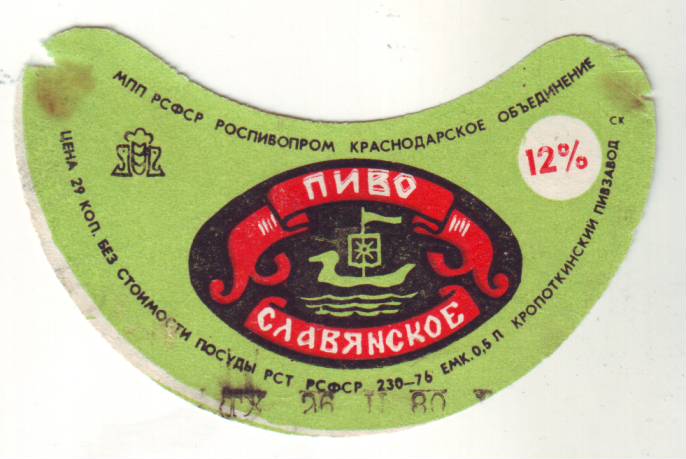 МПП РСФСР РОСПИВОПРОМ КРАСНОДАРСКОЕ ОБЪЕДИНЕНИЕ
12%
ПИВО
СЛАВЯНСКОЕ
ЦЕНА 29 КОП. БЕЗ СТОИМОСТИ ПОСУДЫ РСТ РСФСР 230—76 ЕМК. 0,5 Л КРОПОТКИНСКИЙ ПИВЗАВОД СК